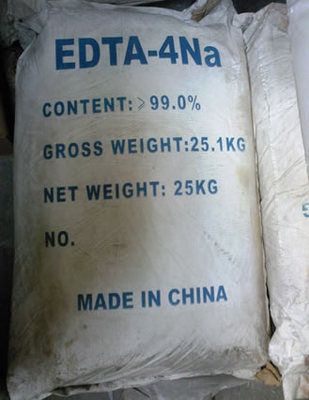 EDTA-4Na
CONTENT:≥99.0%
GROSS WEIGHT:25.1KG
NET WEIGHT: 25KG
NO.
MADE IN CHINA